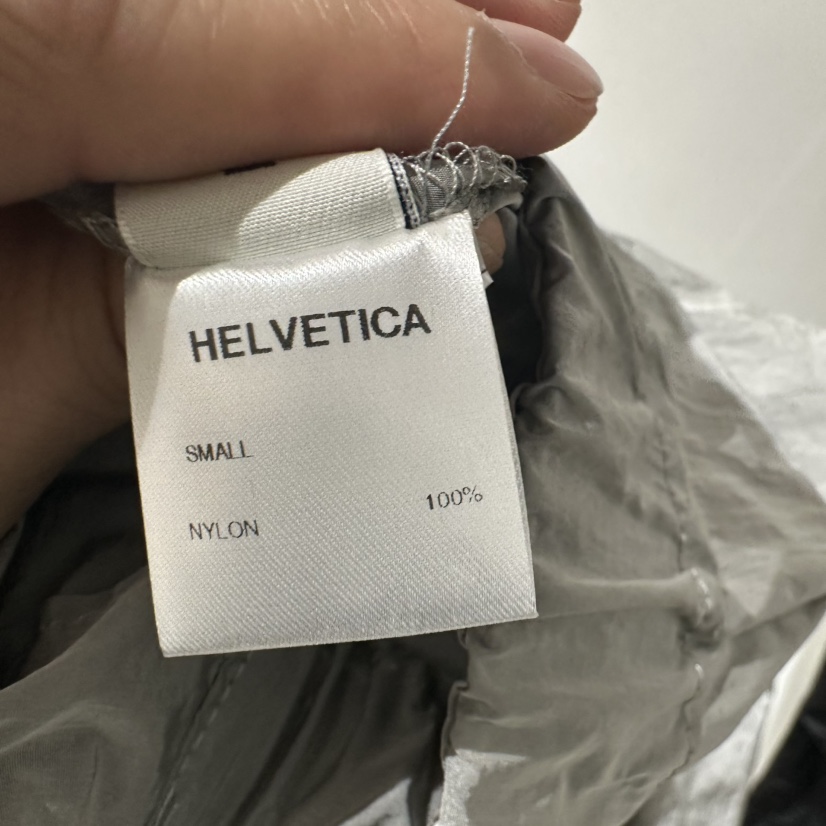 HELVETICA
SMALL
100%
NYLON